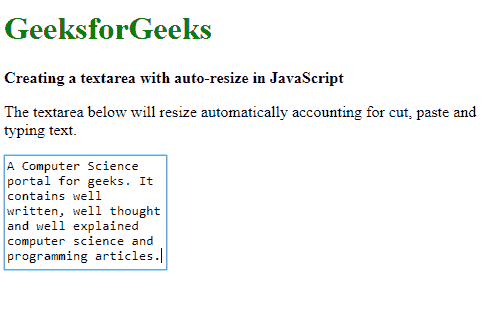 GeeksforGeeks
Creating a textarea with auto-resize in JavaScript
The textarea below will resize automatically accounting for cut, paste and
typing text.
A Computer Science
portal for geeks. It
contains well
written, well thought
and well explained
computer science and
programming articles.